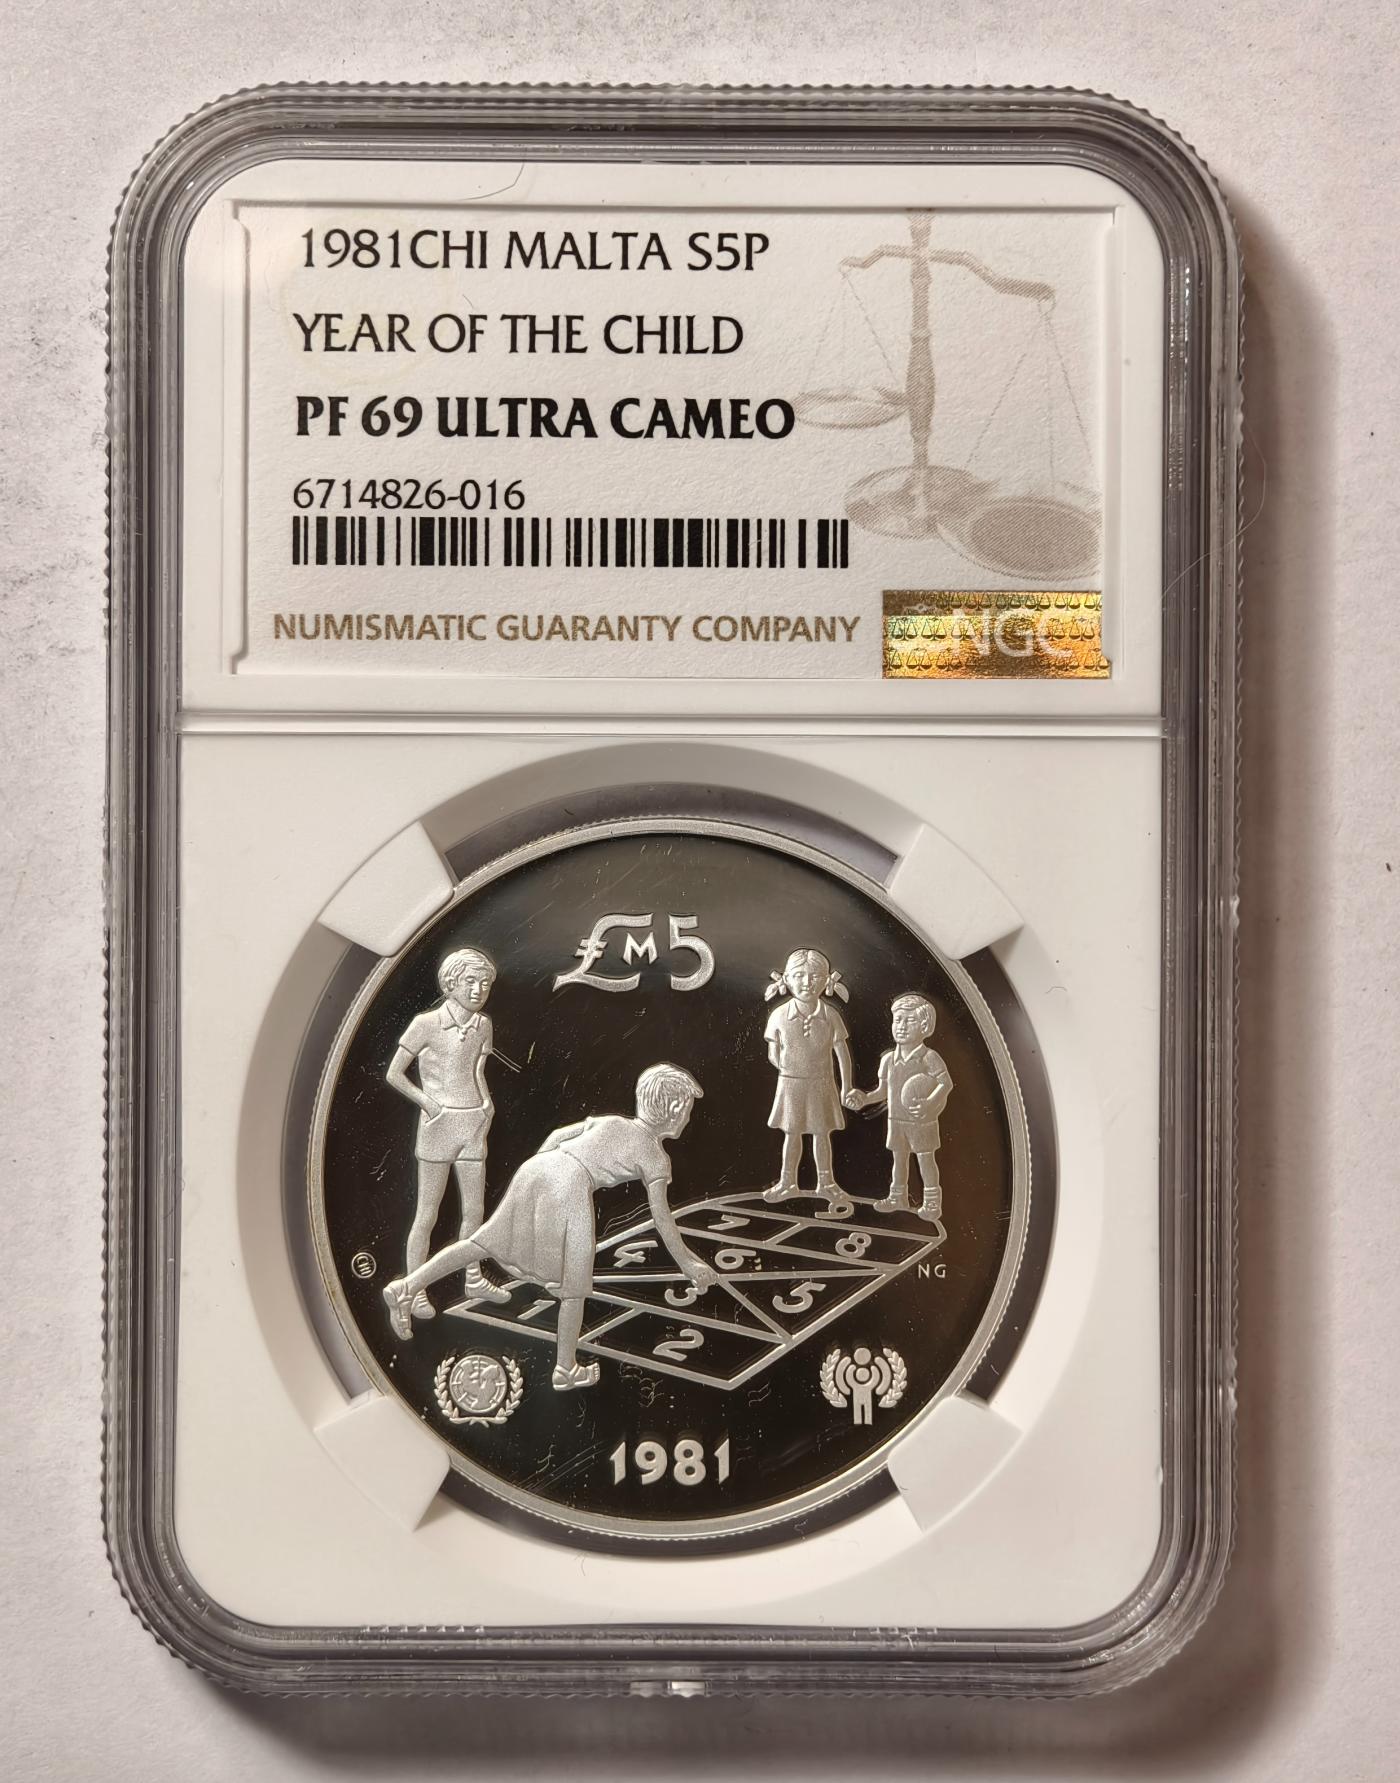 1981CHI MALTA S5P
YEAR OF THE CHILD
PF 69 ULTRA CAMEO
6714826-016
NUMISMATIC GUARANTY COMPANY
NGC
£M5
9
7
8
4
6
3
5
1
2
CHI
NG
1981